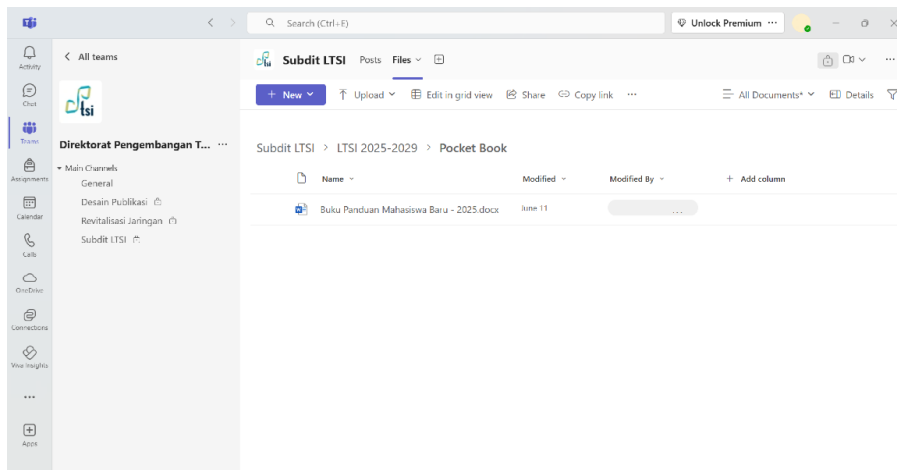 Search (Ctrl+E)
Unlock Premium ...
Activity
Chat
Teams
Assignments
Calendar
Calls
OneDrive
Connections
Viva Insights
...
Apps
All teams
ltsi
Direktorat Pengembangan T... ...
Main Channels
General
Desain Publikasi
Revitalisasi Jaringan
Subdit LTSI
Subdit LTSI Posts Files ...
+ New Upload Edit in grid view Share Copy link ... All Documents* Details
Subdit LTSI > LTSI 2025-2029 > Pocket Book
Name Modified Modified By + Add column
Buku Panduan Mahasiswa Baru - 2025.docx June 11 ...